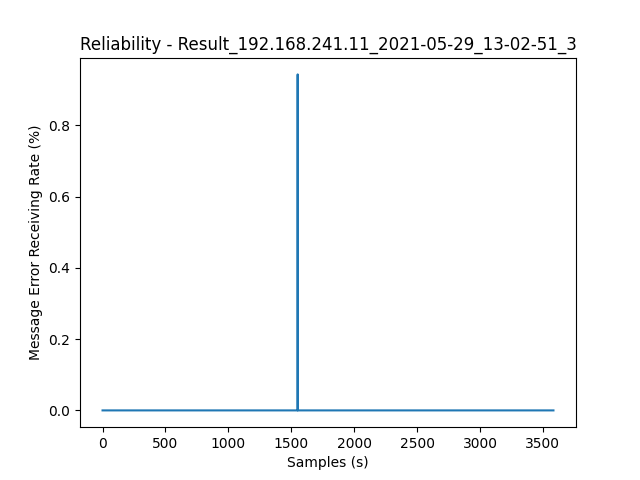 Reliability - Result_192.168.241.11_2021-05-29_13-02-51_3
Message Error Receiving Rate (%)
0.8
0.6
0.4
0.2
0.0
0 500 1000 1500 2000 2500 3000 3500
Samples (s)